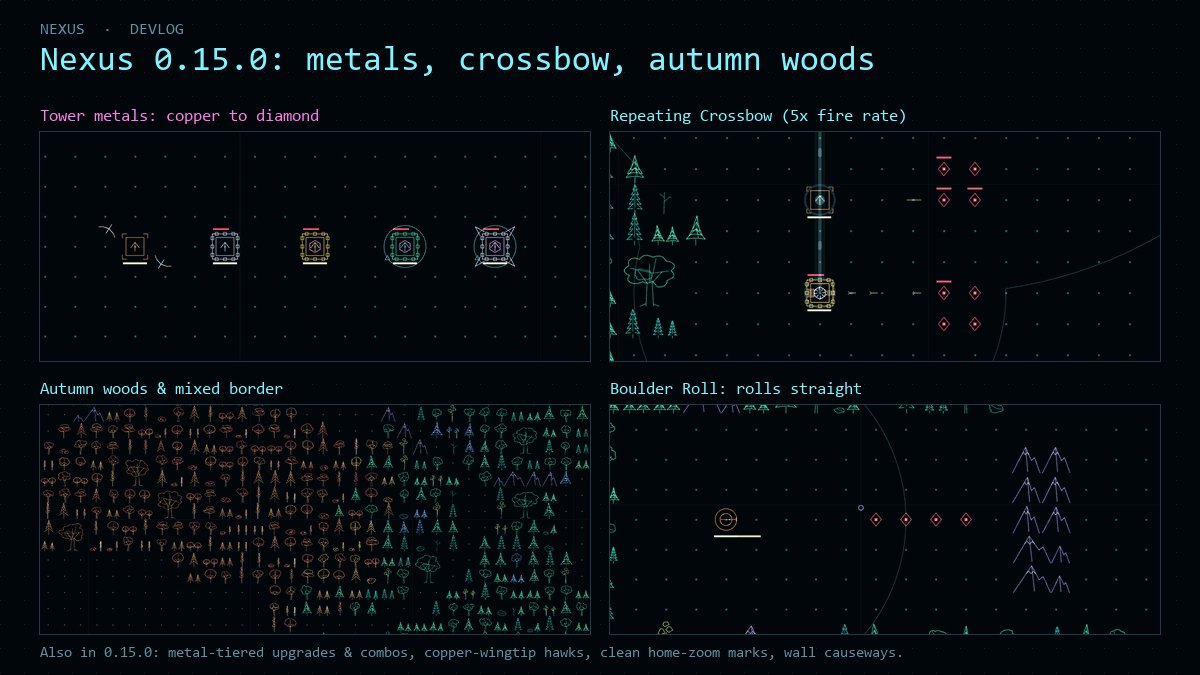 NEXUS · DEVLOG
Nexus 0.15.0: metals, crossbow, autumn woods
Tower metals: copper to diamond
Repeating Crossbow (5x fire rate)
Autumn woods & mixed border
Boulder Roll: rolls straight
Also in 0.15.0: metal-tiered upgrades & combos, copper-wingtip hawks, clean home-zoom marks, wall causeways.